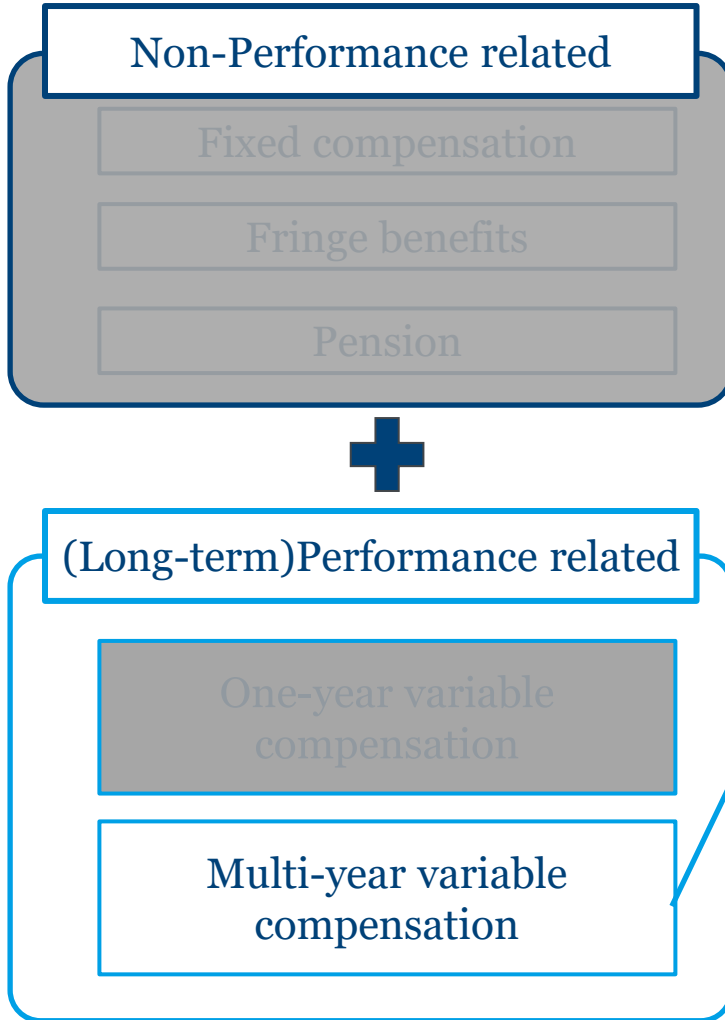 Non-Performance related
Fixed compensation
Fringe benefits
Pension
(Long-term)Performance related
One-year variable
compensation
Multi-year variable
compensation